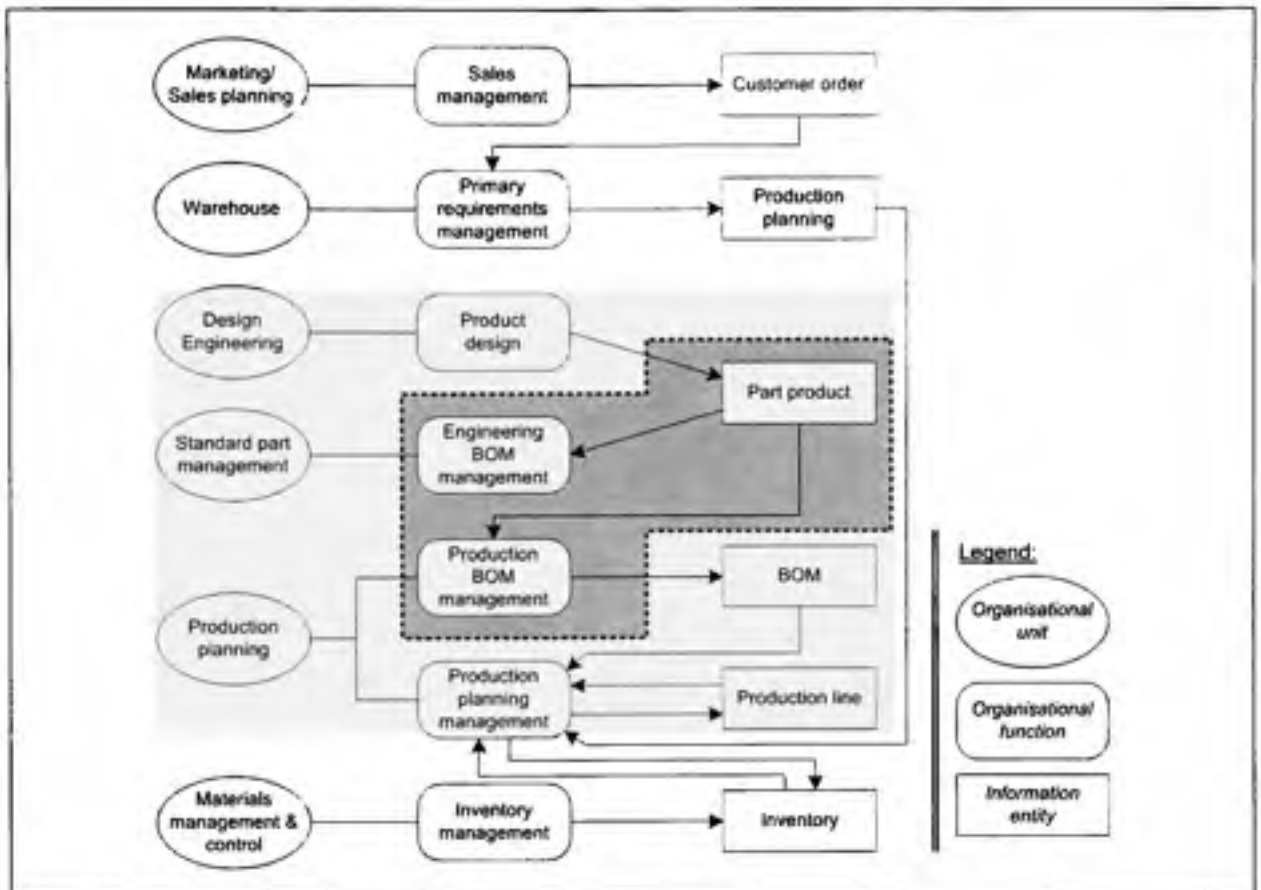 Marketing/
Sales planning
Sales
management
Customer order
Warehouse
Primary
requirements
management
Production
planning
Design
Engineering
Product
design
Part product
Standard part
management
Engineering
BOM
management
Production
BOM
management
BOM
Production
planning
Production
planning
management
Production line
Materials
management &
control
Inventory
management
Inventory
Legend:
Organisational
unit
Organisational
function
Information
entity